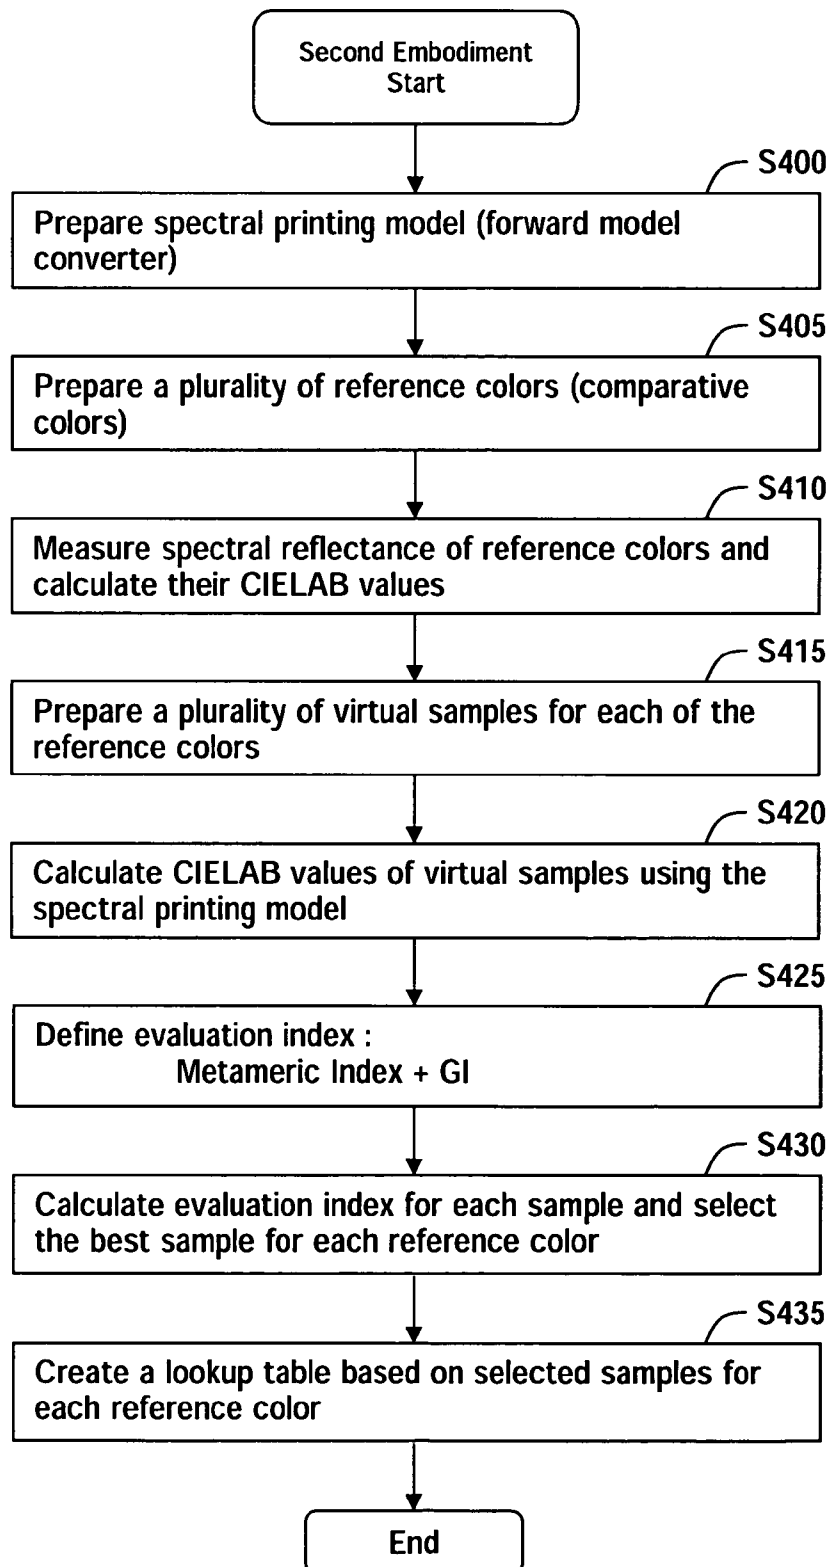 Second Embodiment
Start
S400
Prepare spectral printing model (forward model
converter)
S405
Prepare a plurality of reference colors (comparative
colors)
S410
Measure spectral reflectance of reference colors and
calculate their CIELAB values
S415
Prepare a plurality of virtual samples for each of the
reference colors
S420
Calculate CIELAB values of virtual samples using the
spectral printing model
S425
Define evaluation index :
Metameric Index + GI
S430
Calculate evaluation index for each sample and select
the best sample for each reference color
S435
Create a lookup table based on selected samples for
each reference color
End